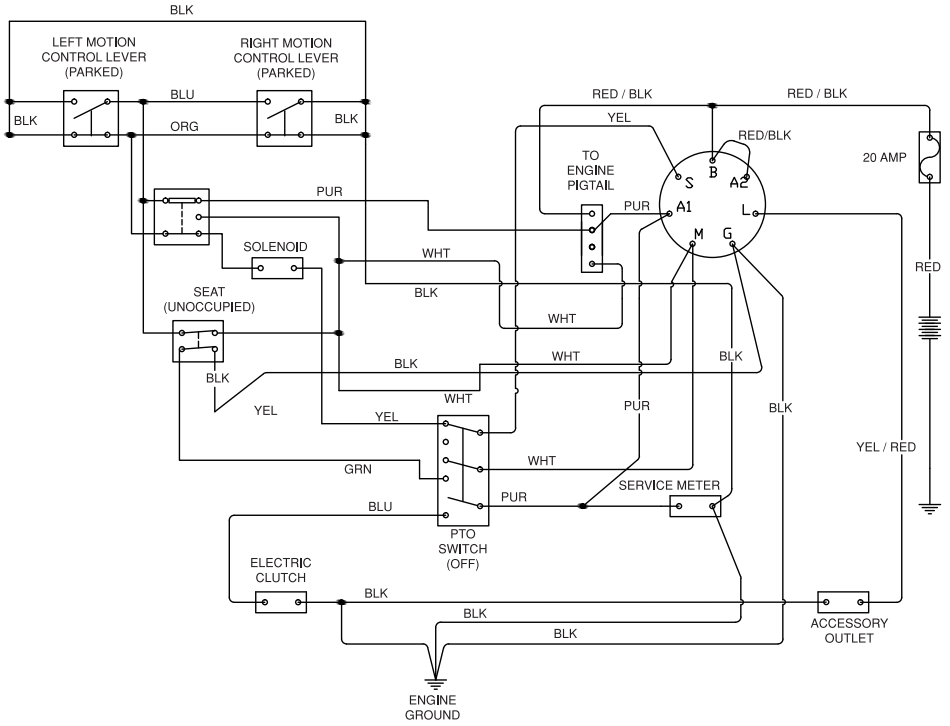 BLK
LEFT MOTION
CONTROL LEVER
(PARKED)
RIGHT MOTION
CONTROL LEVER
(PARKED)
BLU
BLK
BLK
ORG
RED / BLK
RED / BLK
YEL
RED/BLK
20 AMP
TO
ENGINE
PIGTAIL
B
S
A2
PUR
PUR
A1
L
M
G
SOLENOID
WHT
RED
BLK
SEAT
(UNOCCUPIED)
WHT
WHT
BLK
BLK
BLK
WHT
YEL
YEL
PUR
BLK
YEL / RED
WHT
GRN
SERVICE METER
PUR
BLU
PTO
SWITCH
(OFF)
ELECTRIC
CLUTCH
BLK
BLK
BLK
ACCESSORY
OUTLET
ENGINE
GROUND